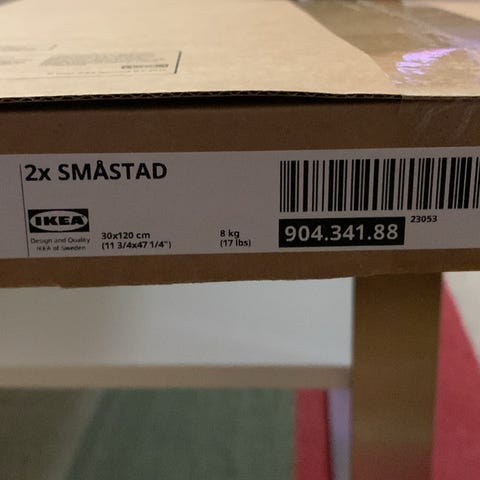 2x SMÅSTAD
IKEA
Design and Quality
IKEA of Sweden
30x120 cm
(11 3/4x47 1/4")
8 kg
(17 lbs)
904.341.88
23053